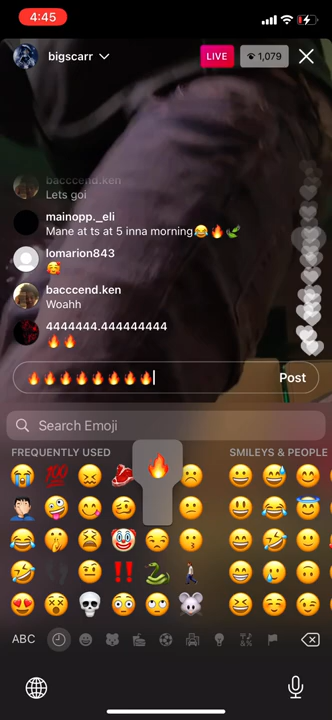 4:45
bigscarr
LIVE
1,079
bacccend.ken
Lets goi
mainopp._eli
Mane at ts at 5 inna morning😂🔥🌿
lomarion843
🥰
bacccend.ken
Woahh
4444444.444444444
🔥🔥
🔥🔥🔥🔥🔥🔥🔥🔥 Post
Search Emoji
FREQUENTLY USED SMILEYS & PEOPLE
ABC